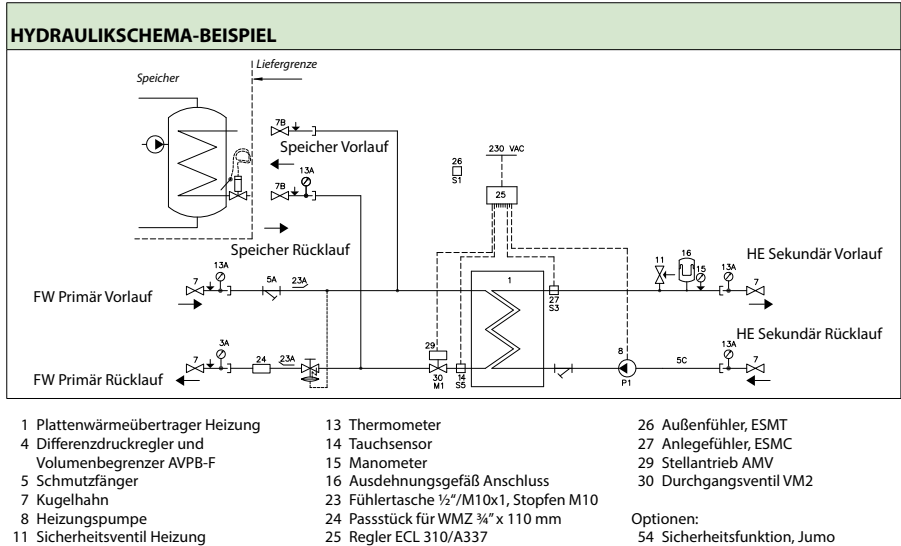 HYDRAULIKSCHEMA-BEISPIEL
Speicher
Liefergrenze
7B
Speicher Vorlauf
13A
7B
Speicher Rücklauf
230 VAC
26
S1
25
HE Sekundär Vorlauf
13A
7
5A
23A
FW Primär Vorlauf
1
27
S3
11
16
15
13A
7
HE Sekundär Rücklauf
3A
7
24
23A
FW Primär Rücklauf
29
30
M1
14
S5
8
P1
5C
13A
7
1 Plattenwärmeübertrager Heizung
4 Differenzdruckregler und
Volumenbegrenzer AVPB-F
5 Schmutzfänger
7 Kugelhahn
8 Heizungspumpe
11 Sicherheitsventil Heizung
13 Thermometer
14 Tauchsensor
15 Manometer
16 Ausdehnungsgefäß Anschluss
23 Fühlertasche ½“/M10x1, Stopfen M10
24 Passstück für WMZ ¾” x 110 mm
25 Regler ECL 310/A337
26 Außenfühler, ESMT
27 Anlegefühler, ESMC
29 Stellantrieb AMV
30 Durchgangsventil VM2
Optionen:
54 Sicherheitsfunktion, Jumo